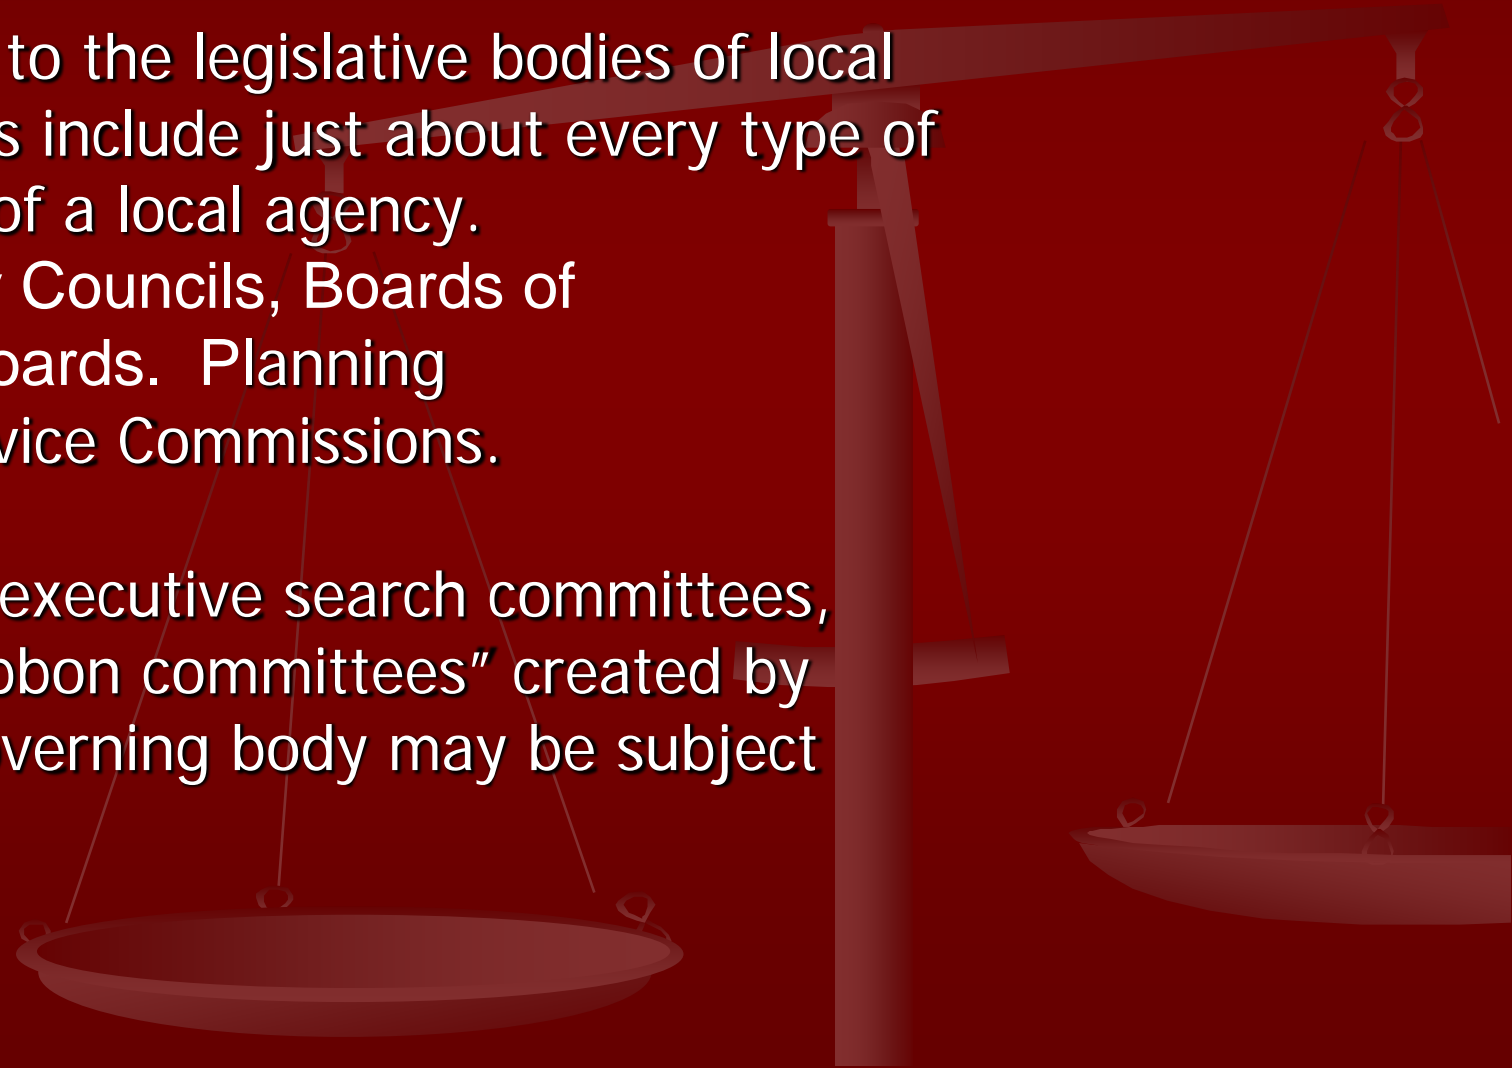 to the legislative bodies of local
s include just about every type of
of a local agency.
Councils, Boards of
oards.  Planning
vice Commissions.
executive search committees,
bbon committees” created by
verning body may be subject